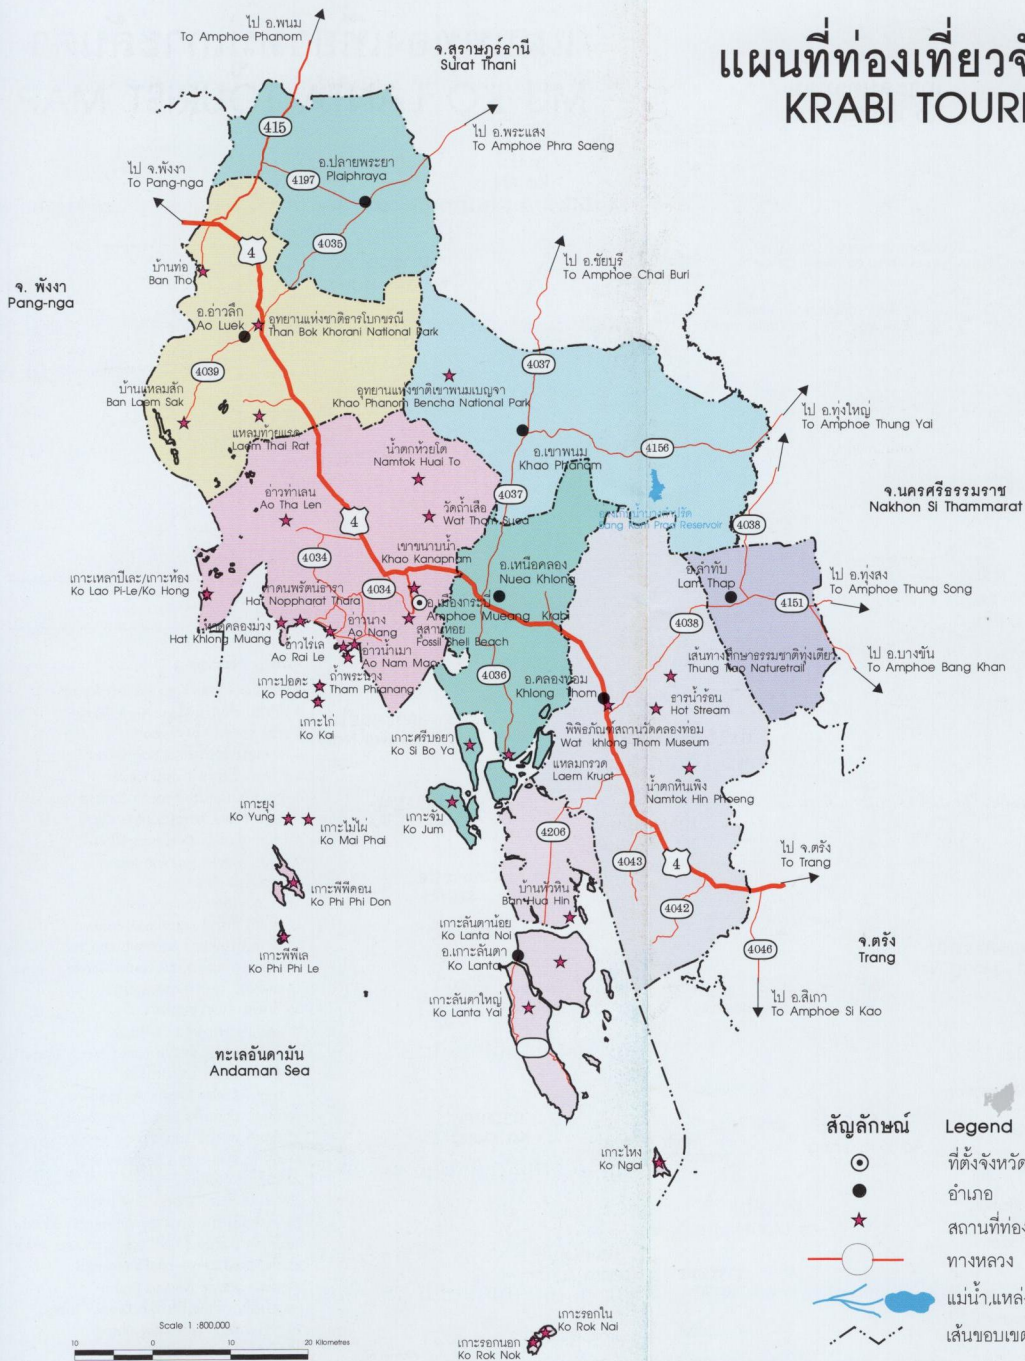 แผนที่ท่องเที่ยวจั
KRABI TOURI
ไป อ.พนม
To Amphoe Phanom
จ.สุราษฎร์ธานี
Surat Thani
415
ไป อ.พระแสง
To Amphoe Phra Saeng
ไป จ.พังงา
To Pang-nga
4197
อ.ปลายพระยา
Plaiphraya
4035
4
ไป อ.ชัยบุรี
To Amphoe Chai Buri
บ้านท่อ
Ban Tho
จ. พังงา
Pang-nga
อ.อ่าวลึก
Ao Luek
อุทยานแห่งชาติธารโบกขรณี
Than Bok Khorani National Park
4039
4037
บ้านแหลมสัก
Ban Laem Sak
อุทยานแห่งชาติเขาพนมเบญจา
Khao Phanom Bencha National Park
ไป อ.ทุ่งใหญ่
To Amphoe Thung Yai
แหลมท้ายแรด
Laem Thai Rat
น้ำตกห้วยโต
Namtok Huai To
อ.เขาพนม
Khao Phanam
4156
อ่าวท่าเลน
Ao Tha Len
วัดถ้ำเสือ
Wat Tham Suea
4037
Bang Kam Prad Reservoir
จ.นครศรีธรรมราช
Nakhon Si Thammarat
4
4038
4034
เขาขนาบน้ำ
Khao Kanapnam
อ.เหนือคลอง
Nuea Khlong
อ.ลำทับ
Lam Thap
ไป อ.ทุ่งสง
To Amphoe Thung Song
เกาะเหลาปิเละ/เกาะห้อง
Ko Lao Pi-Le/Ko Hong
หาดนพรัตน์ธารา
Hat Noppharat Thara
4034
อ.เมืองกระบี่
Amphoe Mueang Krabi
4151
หาดคลองม่วง
Hat Khlong Muang
อ่าวนาง
Ao Nang
สุสานหอย
Fossil Shell Beach
4038
อ่าวไร่เล
Ao Rai Le
อ่าวน้ำเมา
Ao Nam Mao
เส้นทางศึกษาธรรมชาติทุ่งเตียว
Thung Tiao Naturetrail
ไป อ.บางขัน
To Amphoe Bang Khan
เกาะปอดะ
Ko Poda
ถ้ำพระนาง
Tham Phranang
4036
อ.คลองท่อม
Khlong Thom
ธารน้ำร้อน
Hot Stream
เกาะไก่
Ko Kai
เกาะศรีบอยา
Ko Si Bo Ya
พิพิธภัณฑ์สถานวัดคลองท่อม
Wat khlong Thom Museum
แหลมกรวด
Laem Kruat
น้ำตกหินเพิง
Namtok Hin Phoeng
เกาะยุง
Ko Yung
เกาะไม้ไผ่
Ko Mai Phai
เกาะจัม
Ko Jum
4206
4043
4
ไป จ.ตรัง
To Trang
เกาะพีพีดอน
Ko Phi Phi Don
บ้านหัวหิน
Ban Hua Hin
4042
เกาะลันตาน้อย
Ko Lanta Noi
เกาะพีพีเล
Ko Phi Phi Le
อ.เกาะลันตา
Ko Lanta
4046
จ.ตรัง
Trang
เกาะลันตาใหญ่
Ko Lanta Yai
ไป อ.สิเกา
To Amphoe Si Kao
ทะเลอันดามัน
Andaman Sea
เกาะไหง
Ko Ngai
สัญลักษณ์ Legend
ที่ตั้งจังหวัด
อำเภอ
สถานที่ท่อง
ทางหลวง
แม่น้ำ,แหล่
เส้นขอบเขต
เกาะรอกใน
Ko Rok Nai
เกาะรอกนอก
Ko Rok Nok
Scale 1 :800,000
10 0 10 20 Kilometres